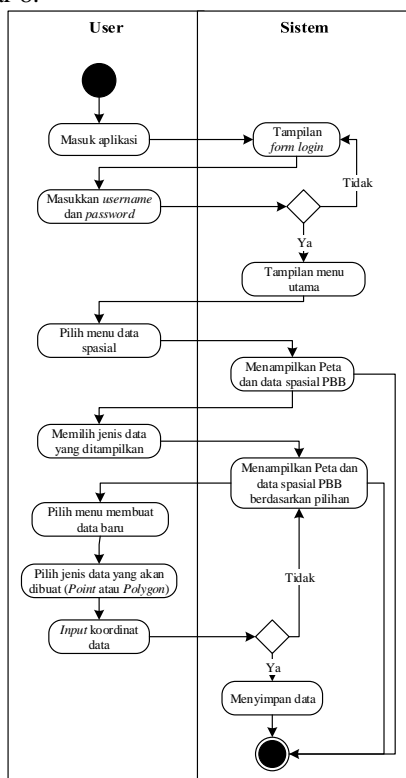 User
Sistem
Masuk aplikasi
Tampilan
form login
Masukkan username
dan password
Tidak
Ya
Tampilan menu
utama
Pilih menu data
spasial
Menampilkan Peta
dan data spasial PBB
Memilih jenis data
yang ditampilkan
Menampilkan Peta dan
data spasial PBB
berdasarkan pilihan
Pilih menu membuat
data baru
Pilih jenis data yang akan
dibuat (Point atau Polygon)
Tidak
Input koordinat
data
Ya
Menyimpan data